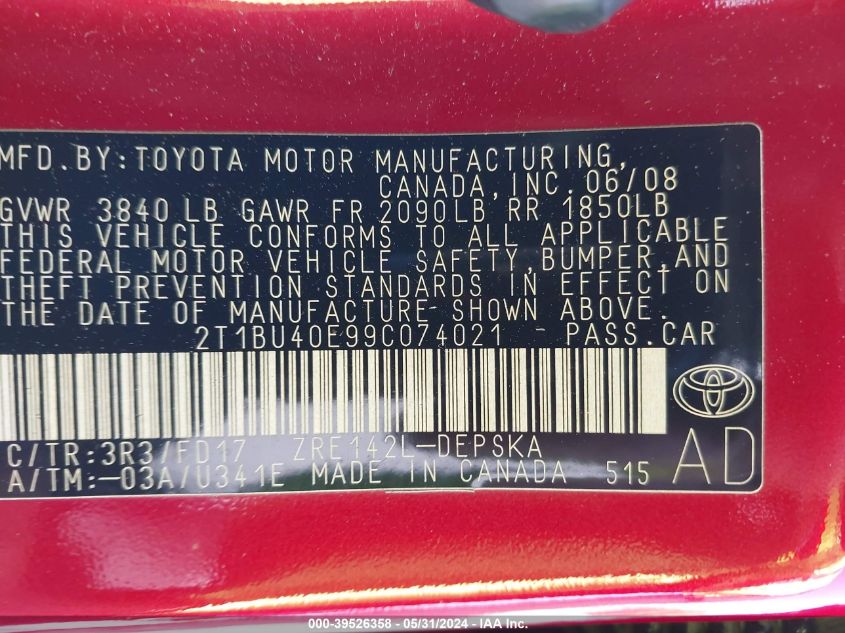 MFD.BY:TOYOTA MOTOR MANUFACTURING,
CANADA,INC. 06/08
GVWR 3840 LB GAWR FR 2090LB RR 1850LB
THIS VEHICLE CONFORMS TO ALL APPLICABLE
FEDERAL MOTOR VEHICLE SAFETY,BUMPER,AND
THEFT PREVENTION STANDARDS IN EFFECT ON
THE DATE OF MANUFACTURE SHOWN ABOVE.
2T1BU40E99C074021 PASS.CAR
C/TR:3R3/FD17 ZRE142L-DEPSKA
A/TM:-03A/U341E MADE IN CANADA 515
AD
000-39526358 - 05/31/2024 - IAA Inc.